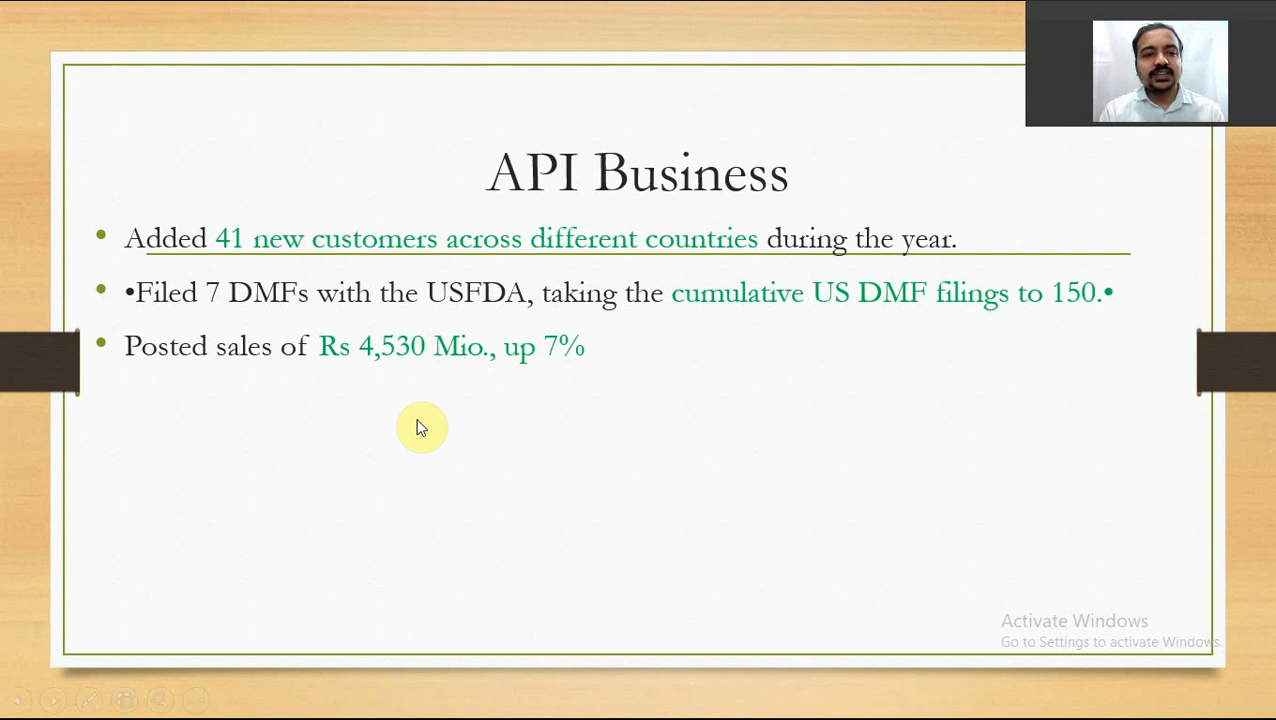 API Business
• Added 41 new customers across different countries during the year.
• •Filed 7 DMFs with the USFDA, taking the cumulative US DMF filings to 150.•
• Posted sales of Rs 4,530 Mio., up 7%
Activate Windows
Go to Settings to activate Windows.